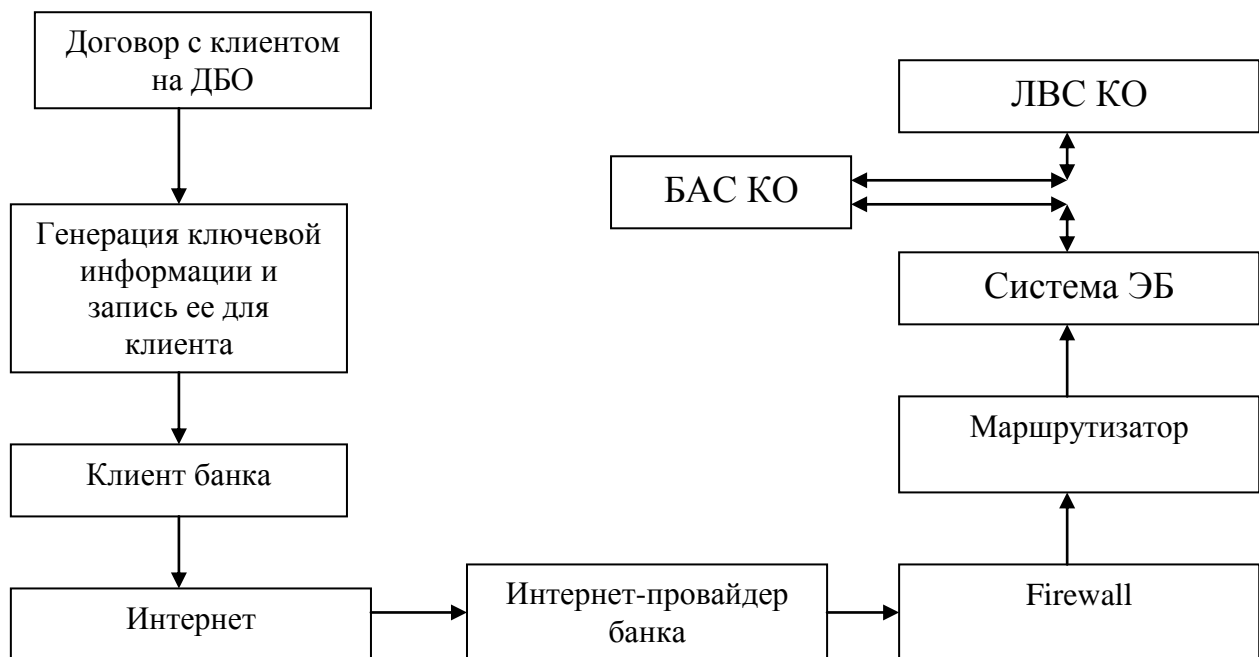 Договор с клиентом
на ДБО
ЛВС КО
БАС КО
Генерация ключевой
информации и
запись ее для
клиента
Система ЭБ
Маршрутизатор
Клиент банка
Интернет
Интернет-провайдер
банка
Firewall